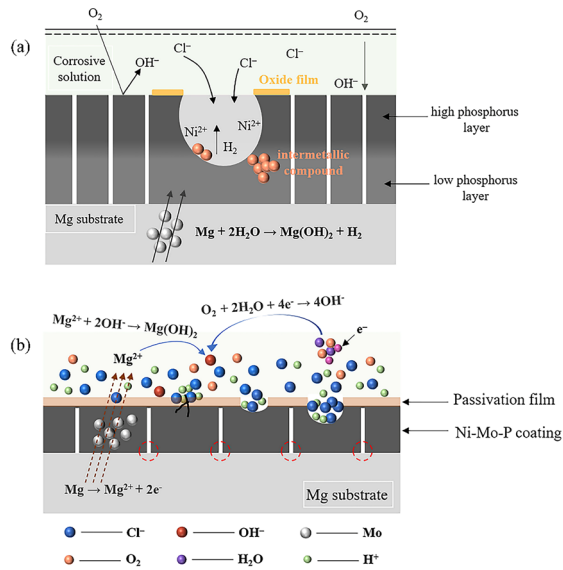 (a)
O₂
O₂
Corrosive
solution
OH⁻
Cl⁻
Cl⁻
Cl⁻
Oxide film
OH⁻
Ni²⁺
Ni²⁺
H₂
intermetallic
compound
high phosphorus
layer
low phosphorus
layer
Mg substrate
Mg + 2H₂O → Mg(OH)₂ + H₂
(b)
Mg²⁺ + 2OH⁻ → Mg(OH)₂
O₂ + 2H₂O + 4e⁻ → 4OH⁻
e⁻
Mg²⁺
Passivation film
Ni-Mo-P coating
Mg → Mg²⁺ + 2e⁻
Mg substrate
Cl⁻
OH⁻
Mo
O₂
H₂O
H⁺